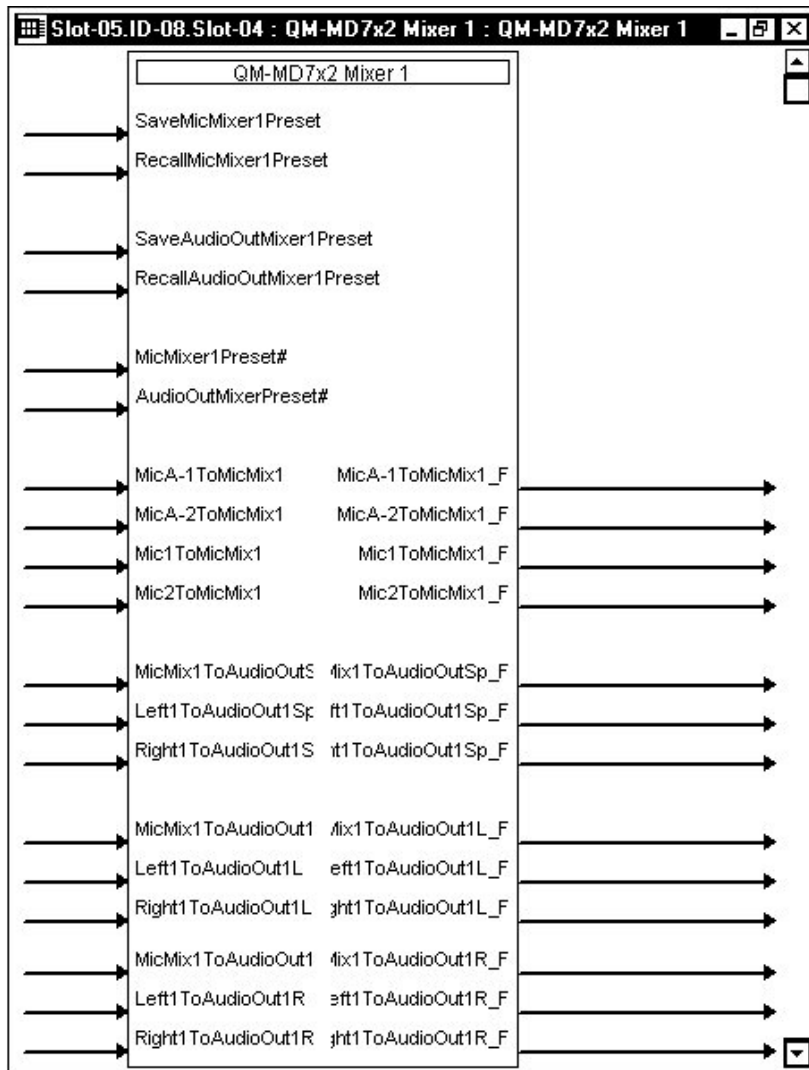 Slot-05.ID-08.Slot-04 : QM-MD7x2 Mixer 1 : QM-MD7x2 Mixer 1
QM-MD7x2 Mixer 1
SaveMicMixer1Preset
RecallMicMixer1Preset
SaveAudioOutMixer1Preset
RecallAudioOutMixer1Preset
MicMixer1Preset#
AudioOutMixerPreset#
MicA-1ToMicMix1 MicA-1ToMicMix1_F
MicA-2ToMicMix1 MicA-2ToMicMix1_F
Mic1ToMicMix1 Mic1ToMicMix1_F
Mic2ToMicMix1 Mic2ToMicMix1_F
MicMix1ToAudioOutS Mix1ToAudioOutSp_F
Left1ToAudioOut1Sp ft1ToAudioOut1Sp_F
Right1ToAudioOut1S t1ToAudioOut1Sp_F
MicMix1ToAudioOut1 Mix1ToAudioOut1L_F
Left1ToAudioOut1L eft1ToAudioOut1L_F
Right1ToAudioOut1L ght1ToAudioOut1L_F
MicMix1ToAudioOut1 Mix1ToAudioOut1R_F
Left1ToAudioOut1R eft1ToAudioOut1R_F
Right1ToAudioOut1R ght1ToAudioOut1R_F